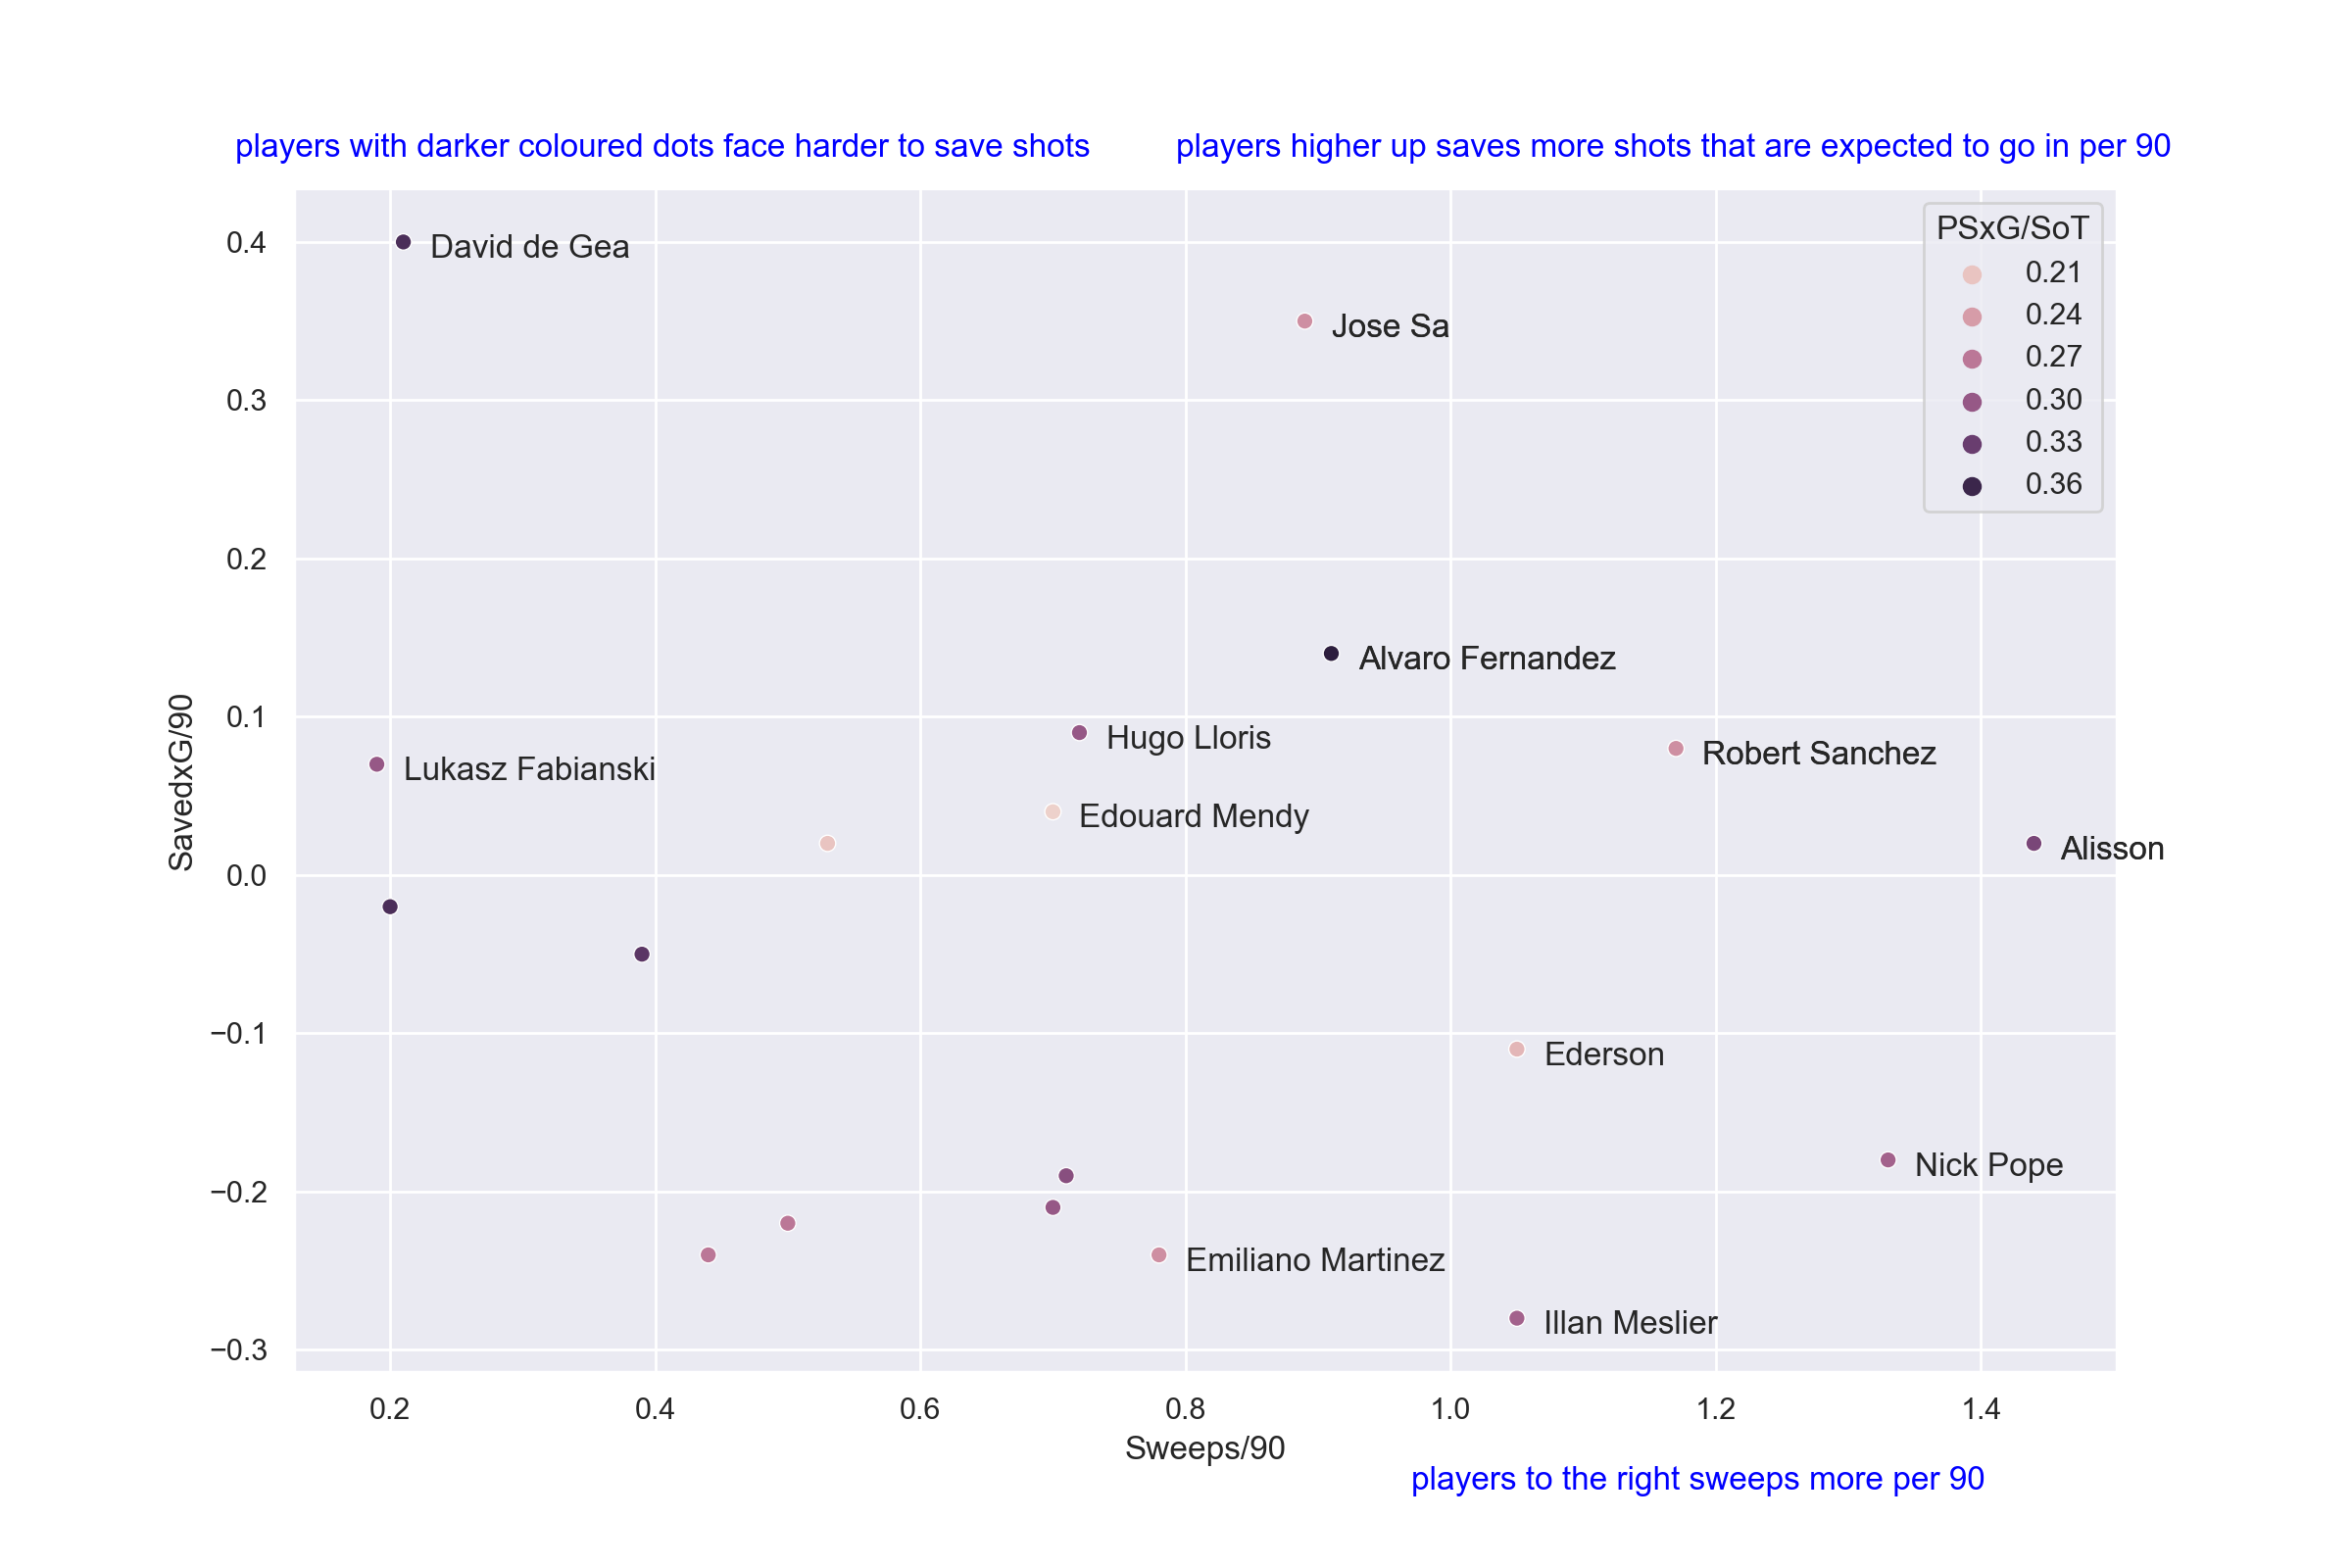 players with darker coloured dots face harder to save shots
players higher up saves more shots that are expected to go in per 90
PSxG/SoT
0.21
0.24
0.27
0.30
0.33
0.36
0.4
0.3
0.2
0.1
0.0
−0.1
−0.2
−0.3
SavedxG/90
David de Gea
Jose Sa
Alvaro Fernandez
Hugo Lloris
Robert Sanchez
Lukasz Fabianski
Edouard Mendy
Alisson
Ederson
Nick Pope
Emiliano Martinez
Illan Meslier
0.2
0.4
0.6
0.8
1.0
1.2
1.4
Sweeps/90
players to the right sweeps more per 90